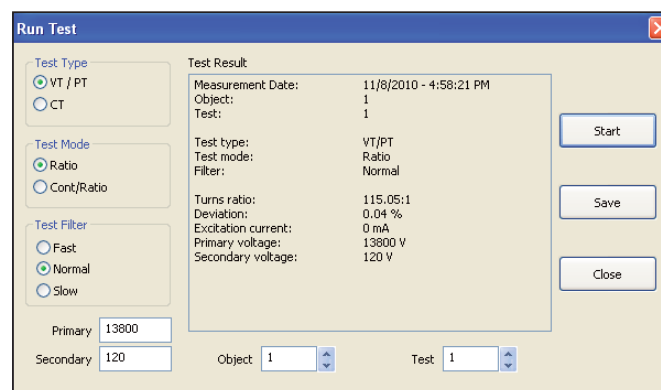 Run Test
Test Type
VT / PT
CT
Test Mode
Ratio
Cont/Ratio
Test Filter
Fast
Normal
Slow
Primary 13800
Secondary 120
Test Result
Measurement Date: 11/8/2010 - 4:58:21 PM
Object: 1
Test: 1
Test type: VT/PT
Test mode: Ratio
Filter: Normal
Turns ratio: 115.05:1
Deviation: 0.04 %
Excitation current: 0 mA
Primary voltage: 13800 V
Secondary voltage: 120 V
Object 1
Test 1
Start
Save
Close